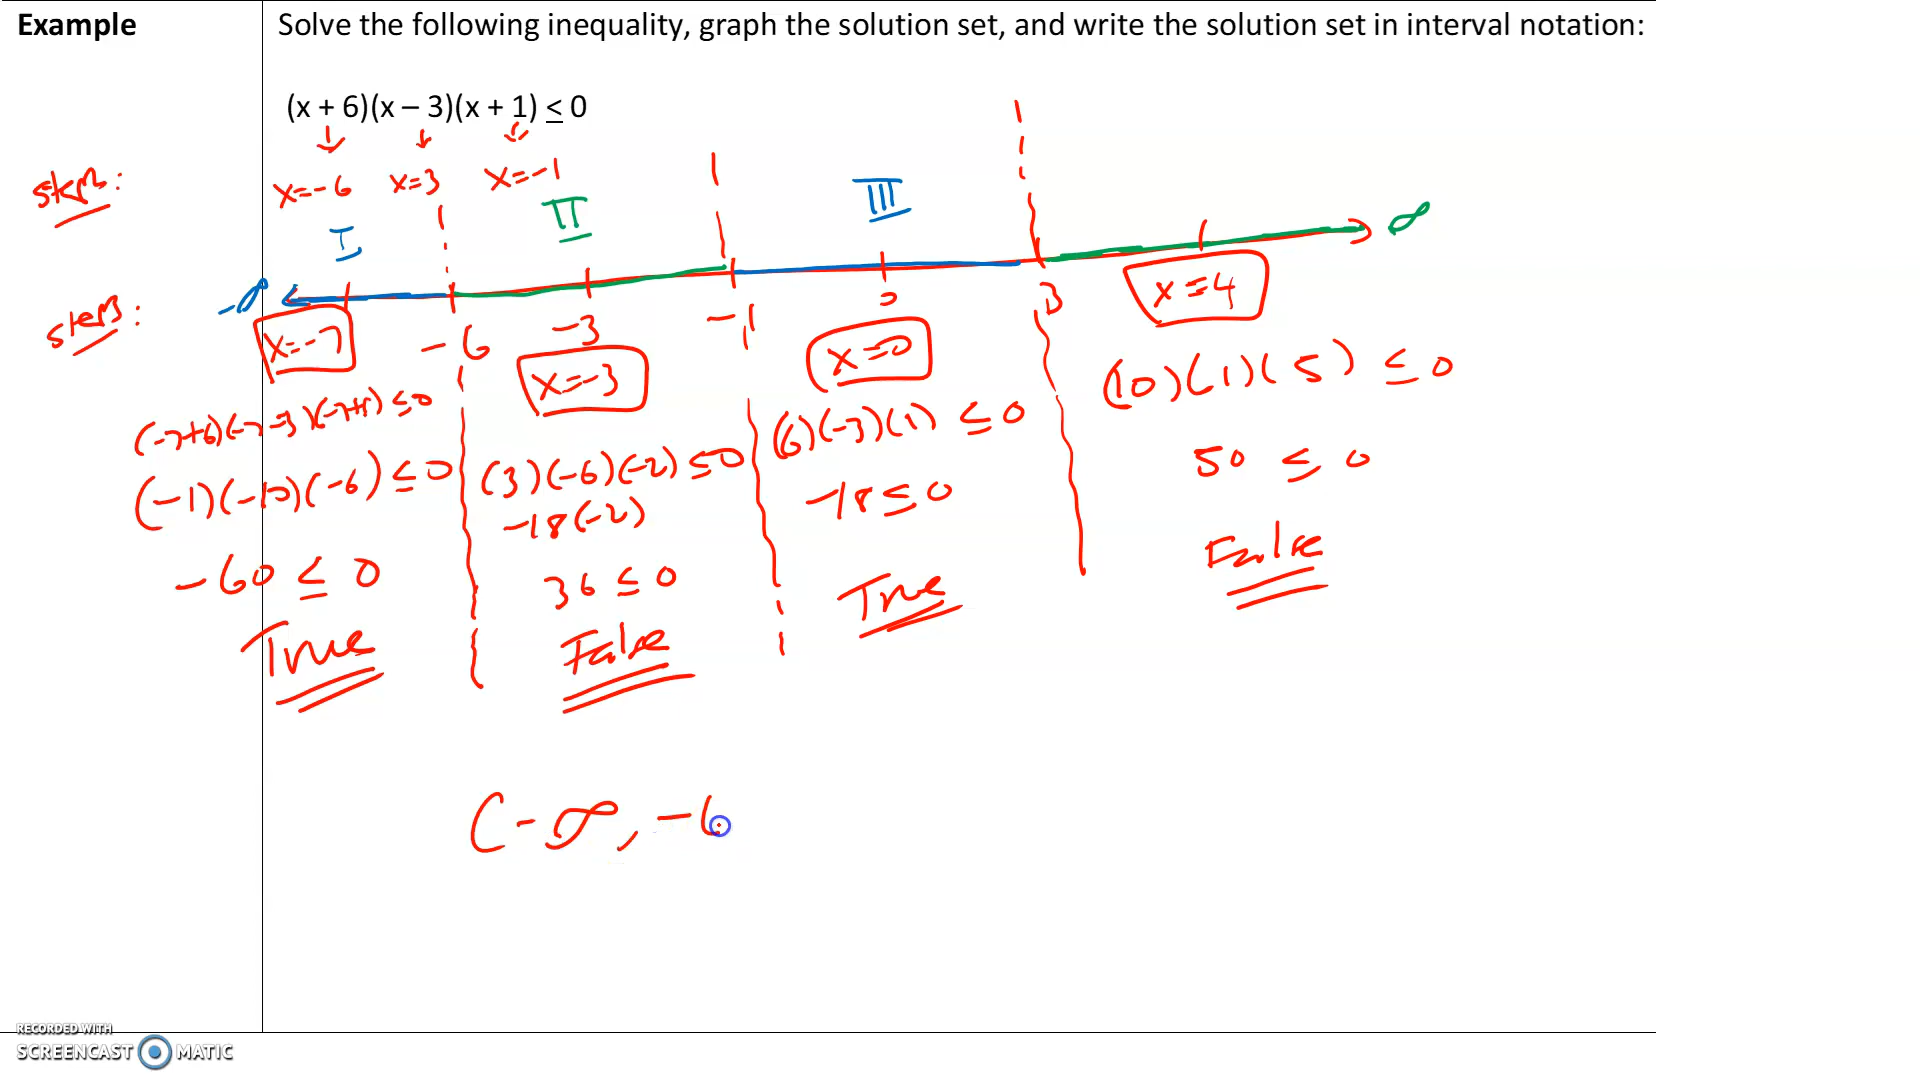 Example
Solve the following inequality, graph the solution set, and write the solution set in interval notation:
(x + 6)(x – 3)(x + 1) ≤ 0
x=-6 x=3 x=-1
I II III
-∞ ∞
-6 -3 -1 0 3
x=-7 x=-3 x=0 x=4
(-7+6)(-7-3)(-7+1) ≤0
(-1)(-10)(-6) ≤0
-60 ≤ 0
True
(3)(-6)(-2) ≤0
-18(-2)
36 ≤ 0
False
(6)(-3)(1) ≤ 0
-18 ≤ 0
True
(10)(1)(5) ≤ 0
50 ≤ 0
False
(-∞, -6
RECORDED WITH
SCREENCAST MATIC